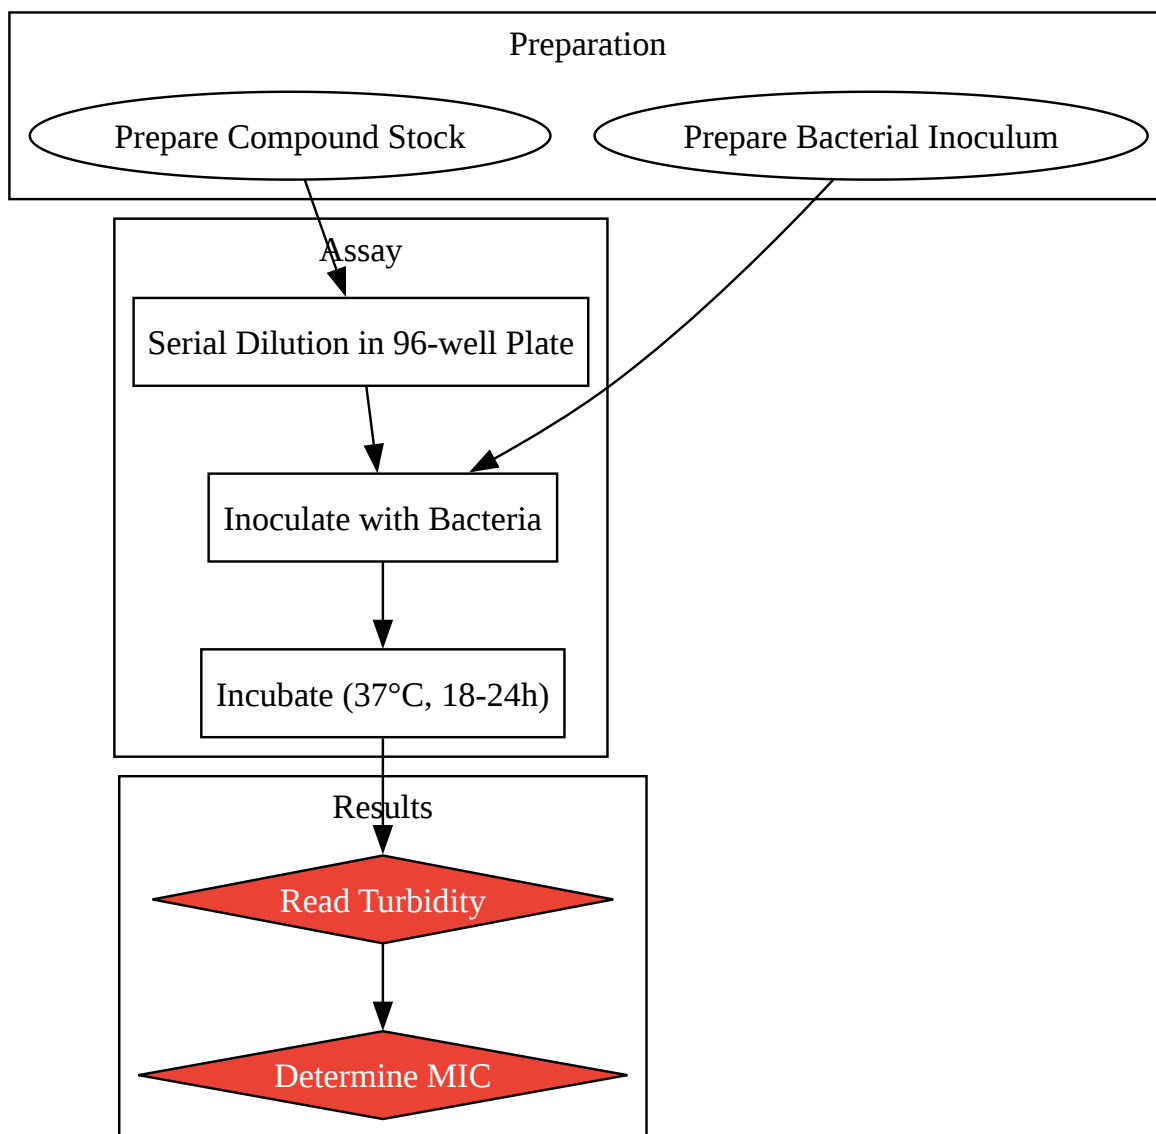 Preparation
Prepare Compound Stock
Prepare Bacterial Inoculum
Assay
Serial Dilution in 96-well Plate
Inoculate with Bacteria
Incubate (37°C, 18-24h)
Results
Read Turbidity
Determine MIC